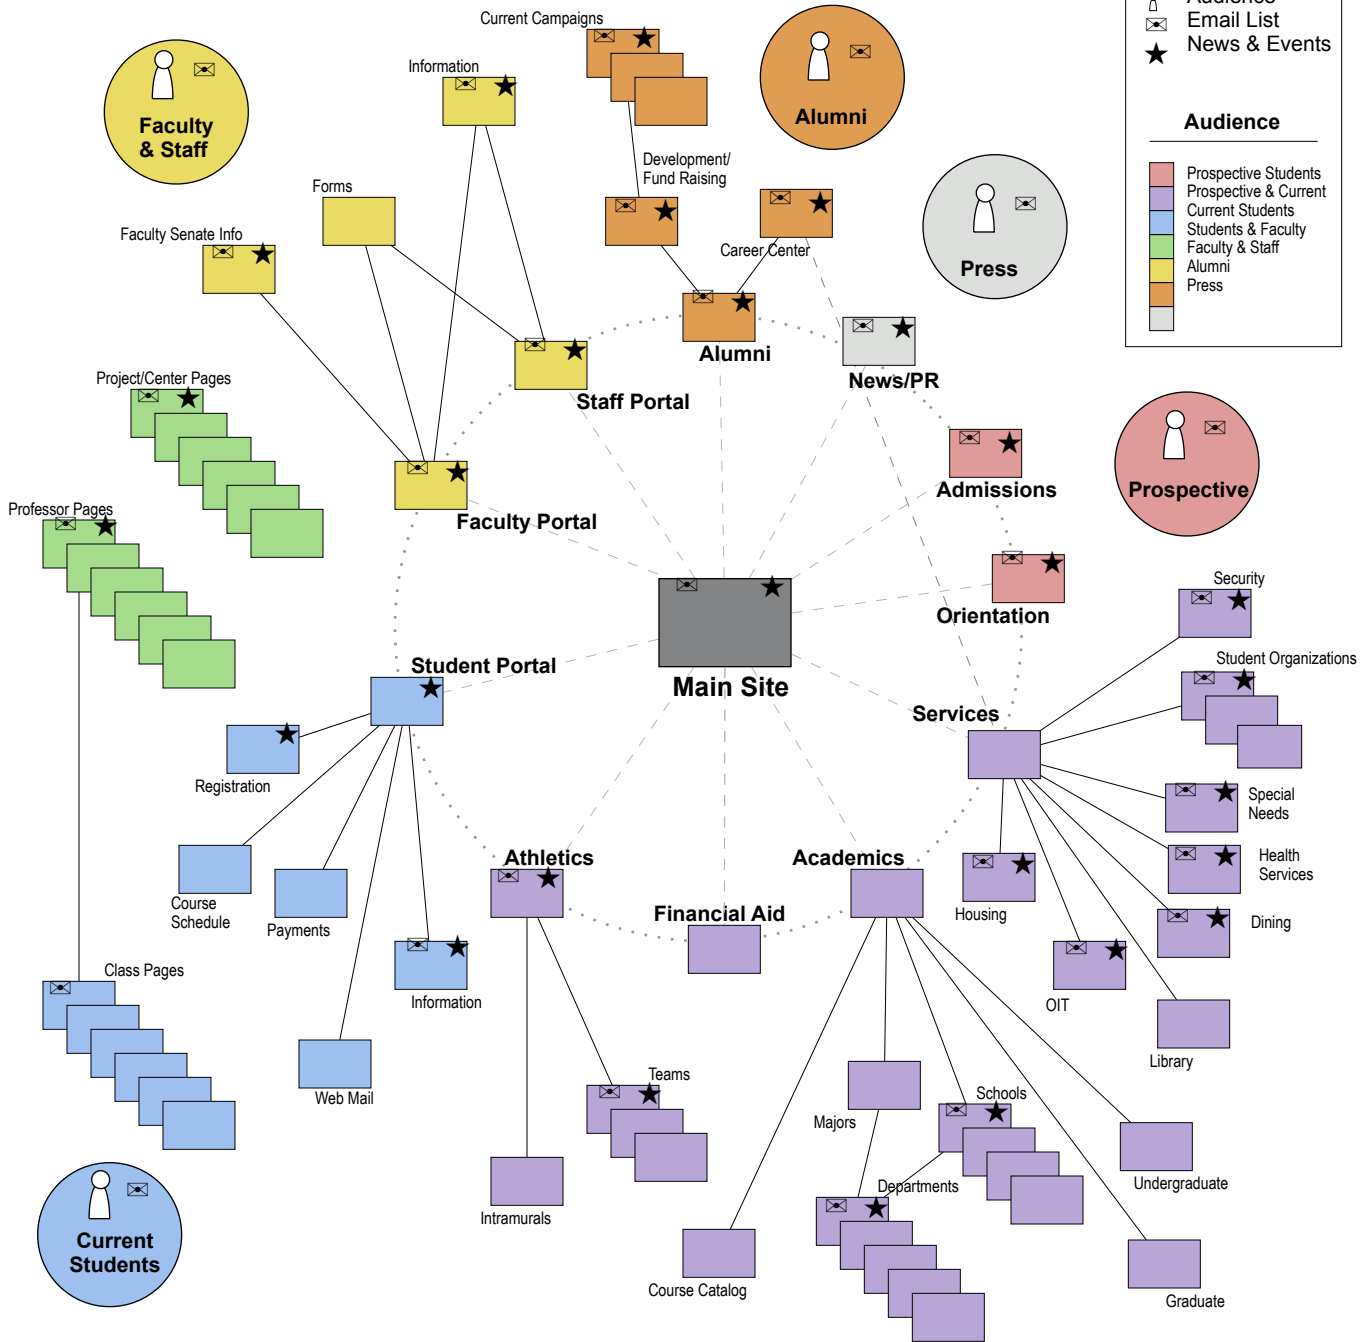 Audience
Email List
News & Events
Audience
Prospective Students
Prospective & Current
Current Students
Students & Faculty
Faculty & Staff
Alumni
Press
Current Campaigns
Information
Faculty
& Staff
Alumni
Development/
Fund Raising
Forms
Faculty Senate Info
Career Center
Press
Alumni
News/PR
Staff Portal
Project/Center Pages
Admissions
Prospective
Professor Pages
Faculty Portal
Orientation
Security
Student Portal
Main Site
Student Organizations
Services
Registration
Special
Needs
Athletics
Academics
Health
Services
Course
Schedule
Payments
Financial Aid
Housing
Dining
Class Pages
Information
OIT
Library
Web Mail
Teams
Majors
Schools
Undergraduate
Departments
Intramurals
Current
Students
Course Catalog
Graduate